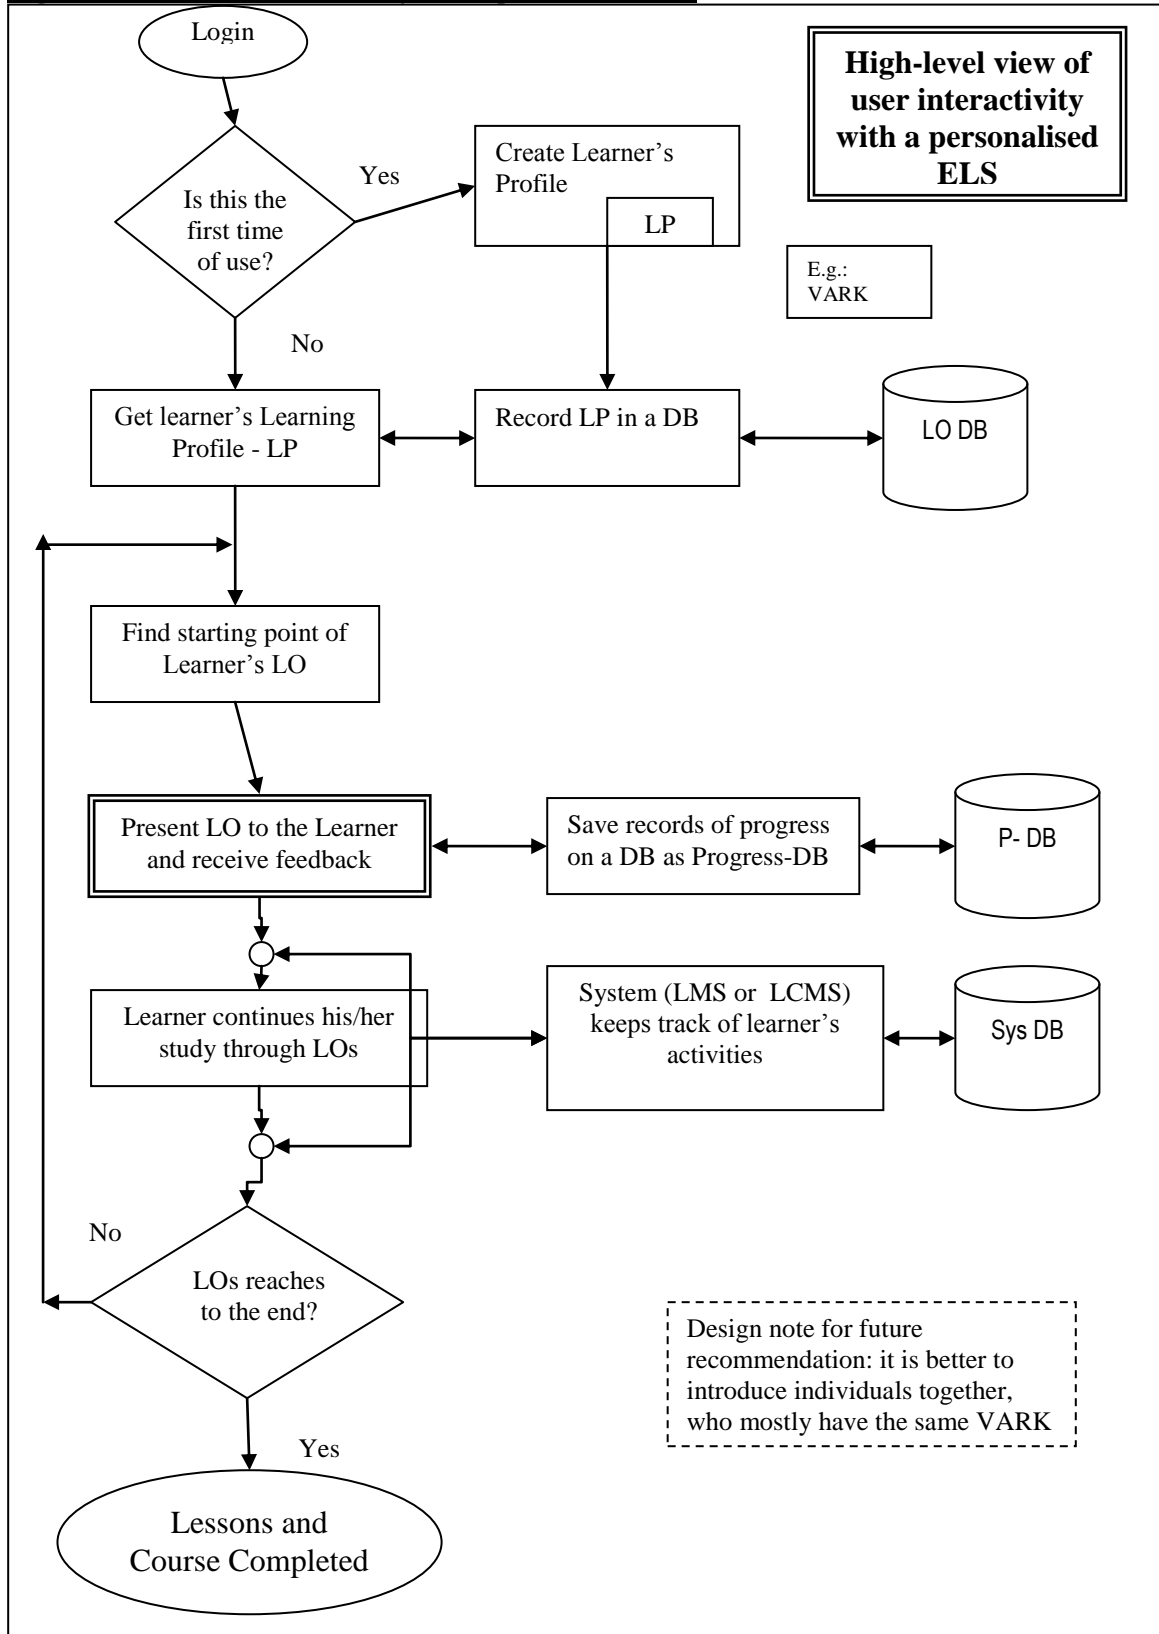 Login
High-level view of
user interactivity
with a personalised
ELS
Is this the
first time
of use?
Yes
Create Learner’s
Profile
LP
E.g.:
VARK
No
Get learner’s Learning
Profile - LP
Record LP in a DB
LO DB
Find starting point of
Learner’s LO
Present LO to the Learner
and receive feedback
Save records of progress
on a DB as Progress-DB
P- DB
Learner continues his/her
study through LOs
System (LMS or  LCMS)
keeps track of learner’s
activities
Sys DB
No
LOs reaches
to the end?
Design note for future
recommendation: it is better to
introduce individuals together,
who mostly have the same VARK
Yes
Lessons and
Course Completed